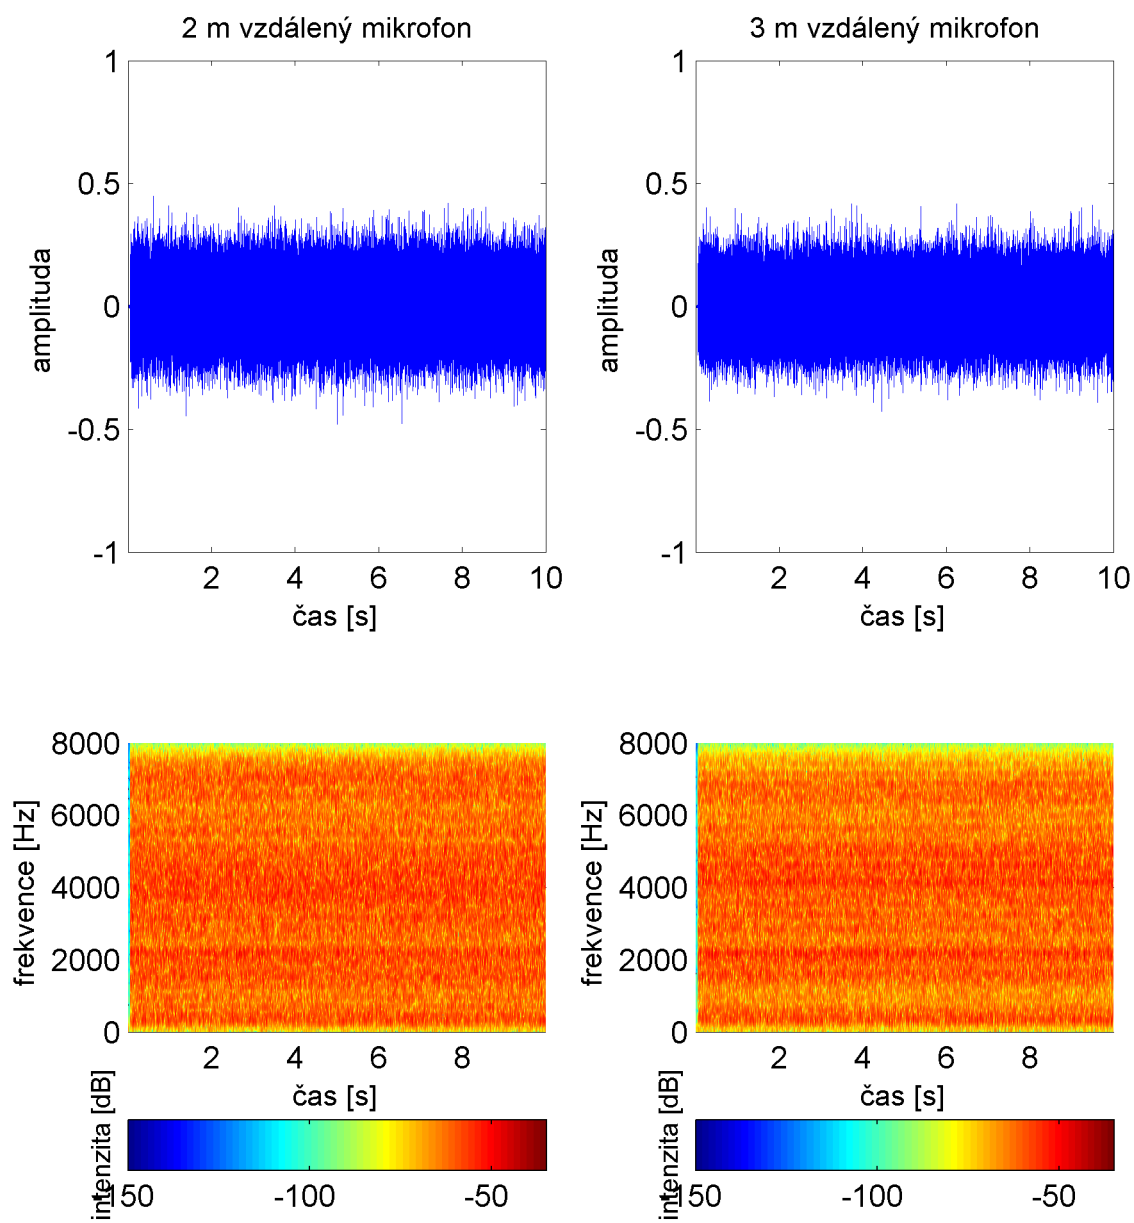 2 m vzdálený mikrofon
3 m vzdálený mikrofon
1
0.5
0
-0.5
-1
amplituda
2 4 6 8 10
čas [s]
1
0.5
0
-0.5
-1
amplituda
2 4 6 8 10
čas [s]
8000
6000
4000
2000
0
frekvence [Hz]
2 4 6 8
čas [s]
8000
6000
4000
2000
0
frekvence [Hz]
2 4 6 8
čas [s]
intenzita [dB]
-150 -100 -50
intenzita [dB]
-150 -100 -50